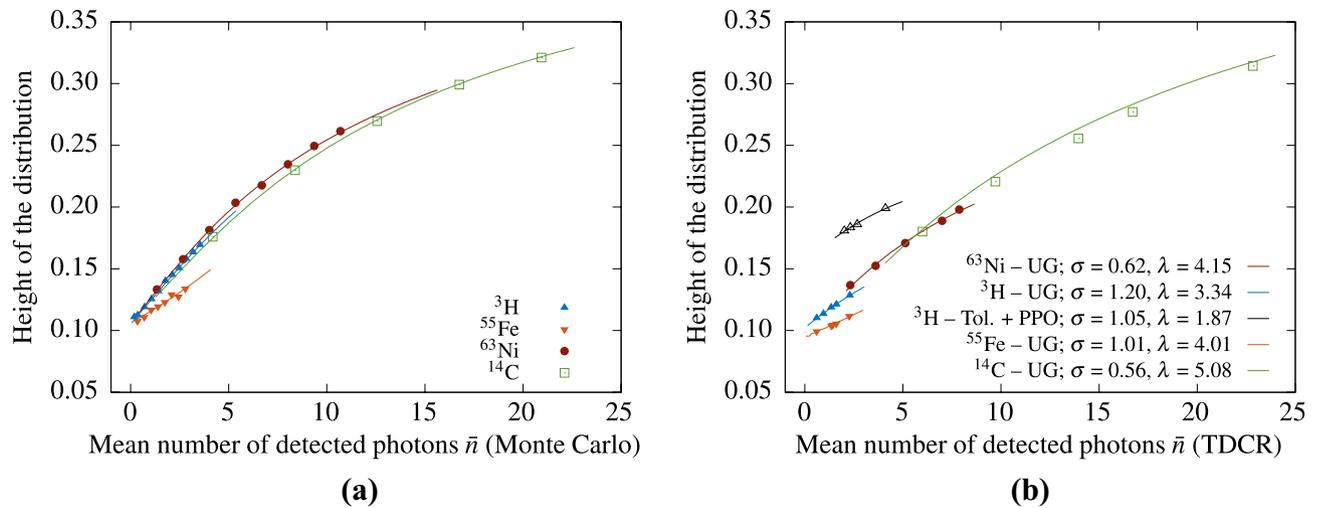 0.35
0.30
0.25
0.20
0.15
0.10
0.05
Height of the distribution
³H
⁵⁵Fe
⁶³Ni
¹⁴C
0 5 10 15 20 25
Mean number of detected photons n̄ (Monte Carlo)
(a)
0.35
0.30
0.25
0.20
0.15
0.10
0.05
Height of the distribution
⁶³Ni – UG; σ = 0.62, λ = 4.15
³H – UG; σ = 1.20, λ = 3.34
³H – Tol. + PPO; σ = 1.05, λ = 1.87
⁵⁵Fe – UG; σ = 1.01, λ = 4.01
¹⁴C – UG; σ = 0.56, λ = 5.08
0 5 10 15 20 25
Mean number of detected photons n̄ (TDCR)
(b)